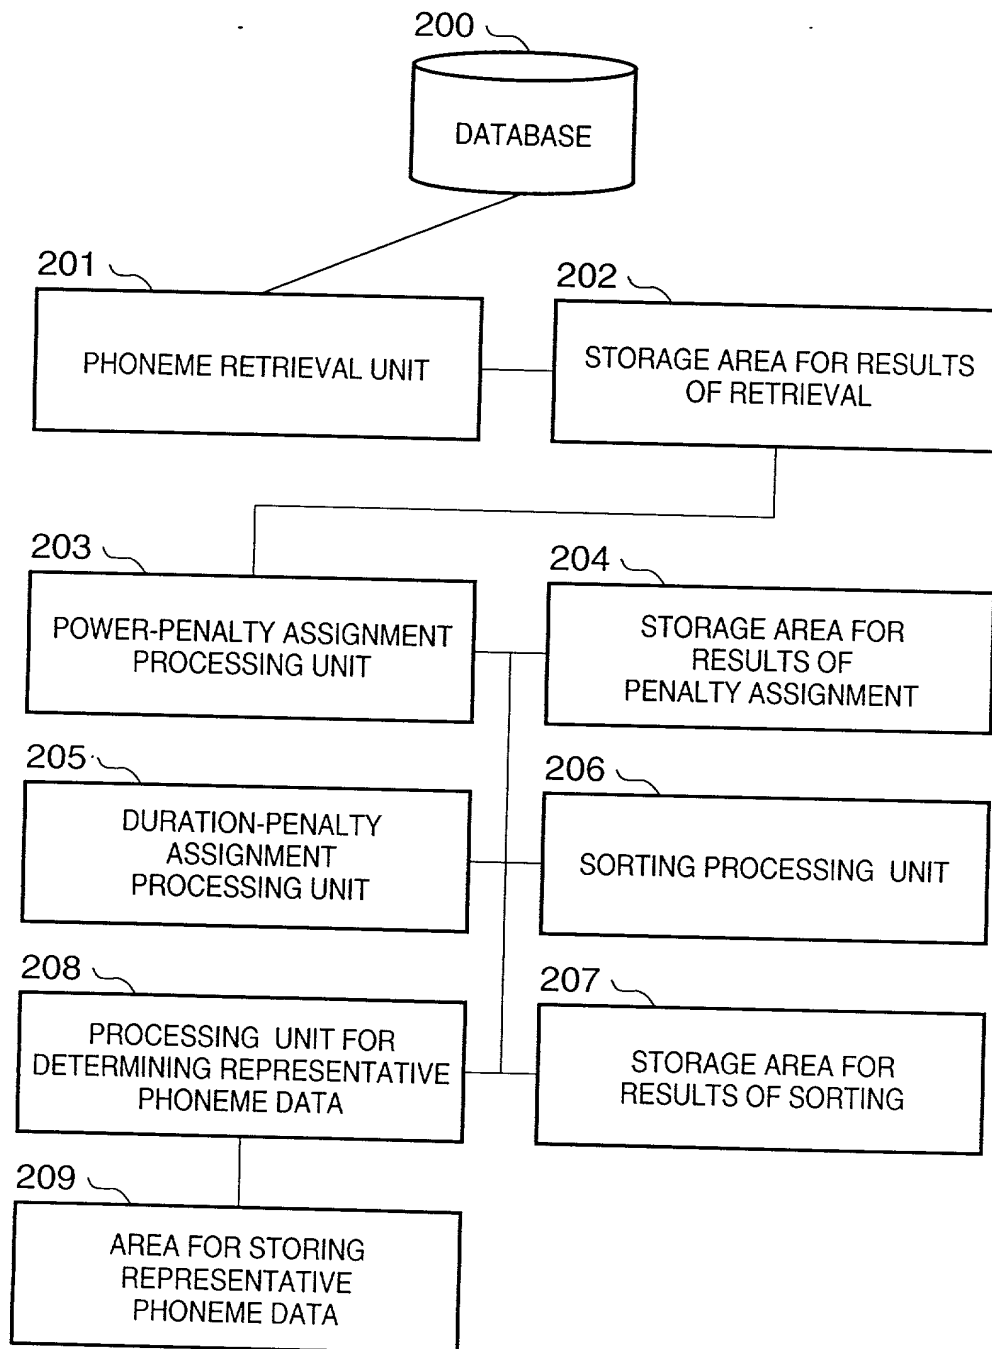 200
DATABASE
201
PHONEME RETRIEVAL UNIT
202
STORAGE AREA FOR RESULTS
OF RETRIEVAL
203
POWER-PENALTY ASSIGNMENT
PROCESSING UNIT
204
STORAGE AREA FOR
RESULTS OF
PENALTY ASSIGNMENT
205
DURATION-PENALTY
ASSIGNMENT
PROCESSING UNIT
206
SORTING PROCESSING UNIT
208
PROCESSING UNIT FOR
DETERMINING REPRESENTATIVE
PHONEME DATA
207
STORAGE AREA FOR
RESULTS OF SORTING
209
AREA FOR STORING
REPRESENTATIVE
PHONEME DATA